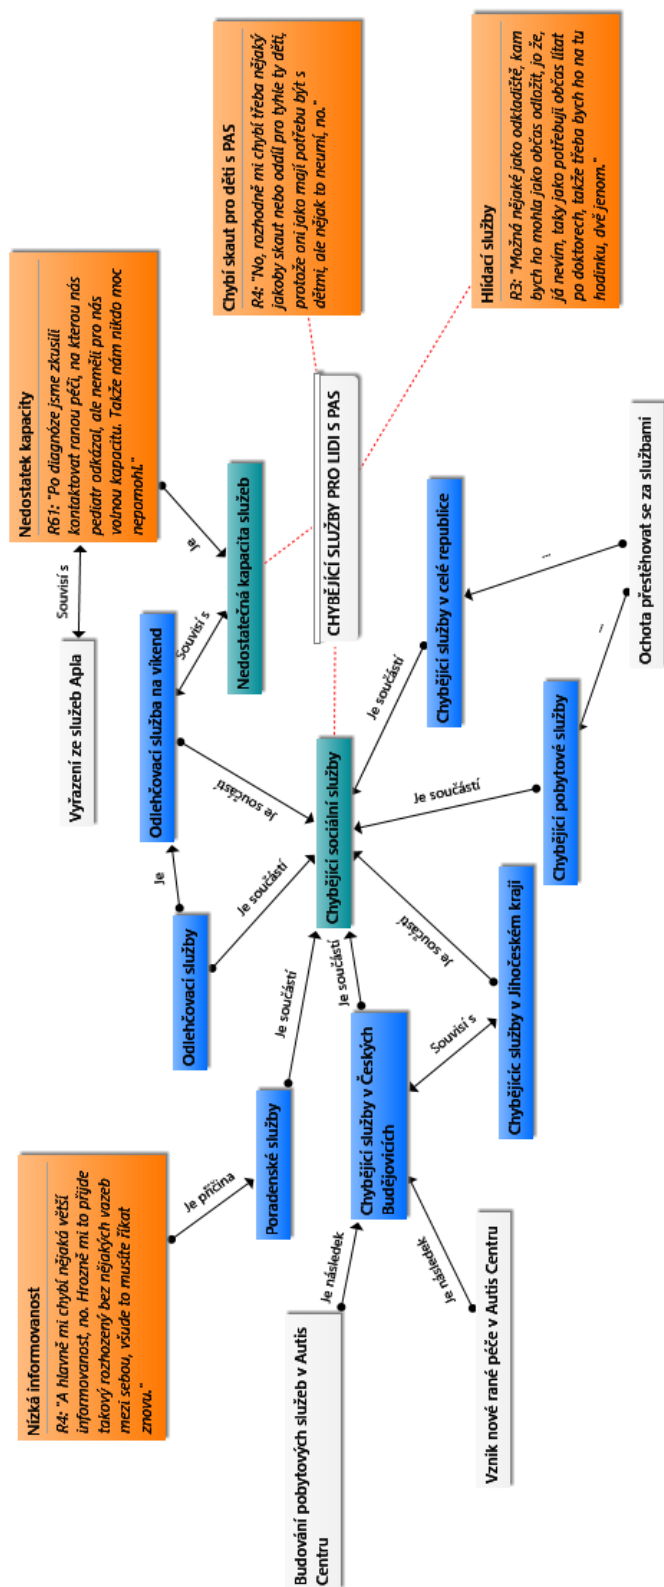 Nízká informovanost
R4: "A hlavně mi chybí nějaká větší
informovanost, no. Hrozně mi to přijde
takový rozhozený bez nějakých vazeb
mezi sebou, všude to musíte říkat
znovu."
Nedostatek kapacity
R61: "Po diagnóze jsme zkusili
kontaktovat ranou péči, na kterou nás
pediatr odkázal, ale neměli pro nás
volnou kapacitu. Takže nám nikdo moc
nepomohl."
Souvisí s
Vyřazení ze služeb Apla
Je
Odlehčovací služba na víkend
Je
Souvisí s
Odlehčovací služby
Nedostatečná kapacita služeb
Chybí skaut pro děti s PAS
R4: "No, rozhodně mi chybí třeba nějaký
jakoby skaut nebo oddíl pro tyhle ty děti,
protože oni jako mají potřebu být s
dětmi, ale nějak to neumí, no."
Je příčina
Poradenské služby
Je součástí
Je součástí
Je součástí
Budování pobytových služeb v Autis
Centru
Je následek
Chybějící služby v Českých
Budějovicích
Je součástí
Chybějící sociální služby
CHYBĚJÍCÍ SLUŽBY PRO LIDI S PAS
Je součástí
Je součástí
Je součástí
Chybějící služby v celé republice
Je následek
Souvisí s
Vznik nové rané péče v Autis Centru
Chybějícíc služby v Jihočeském kraji
Chybějící pobytové služby
...
...
Ochota přestěhovat se za službami
Hlídací služby
R3: "Možná nějaké jako odkladiště, kam
bych ho mohla jako občas odložit, jo že,
já nevím, taky jako potřebuji občas lítat
po doktorech, takže třeba bych ho na tu
hodinku, dvě jenom."